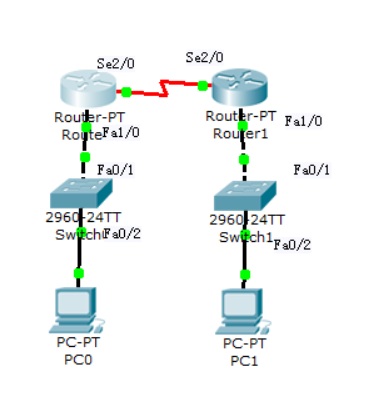 Se2/0
Se2/0
Router-PT
Router-PT
Fa1/0
Router1
Fa1/0
Fa0/1
Fa0/1
2960-24TT
2960-24TT
Fa0/2
Switch1
Fa0/2
PC-PT
PC-PT
PC0
PC1